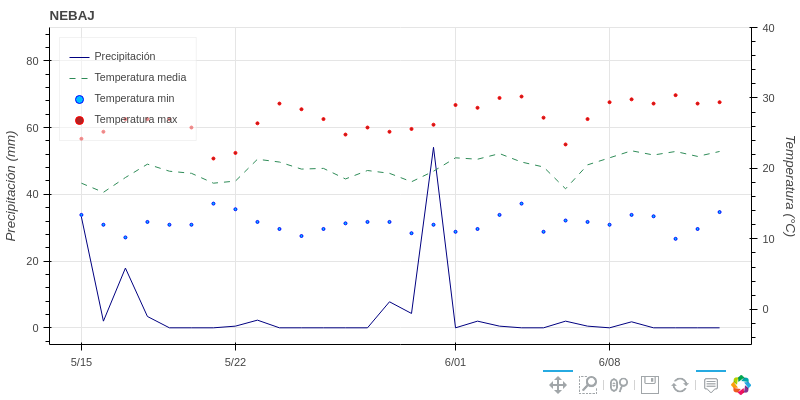 NEBAJ
Precipitación
Temperatura media
Temperatura min
Temperatura max
Precipitación (mm)
80
60
40
20
0
Temperatura (°C)
40
30
20
10
0
5/15
5/22
6/01
6/08